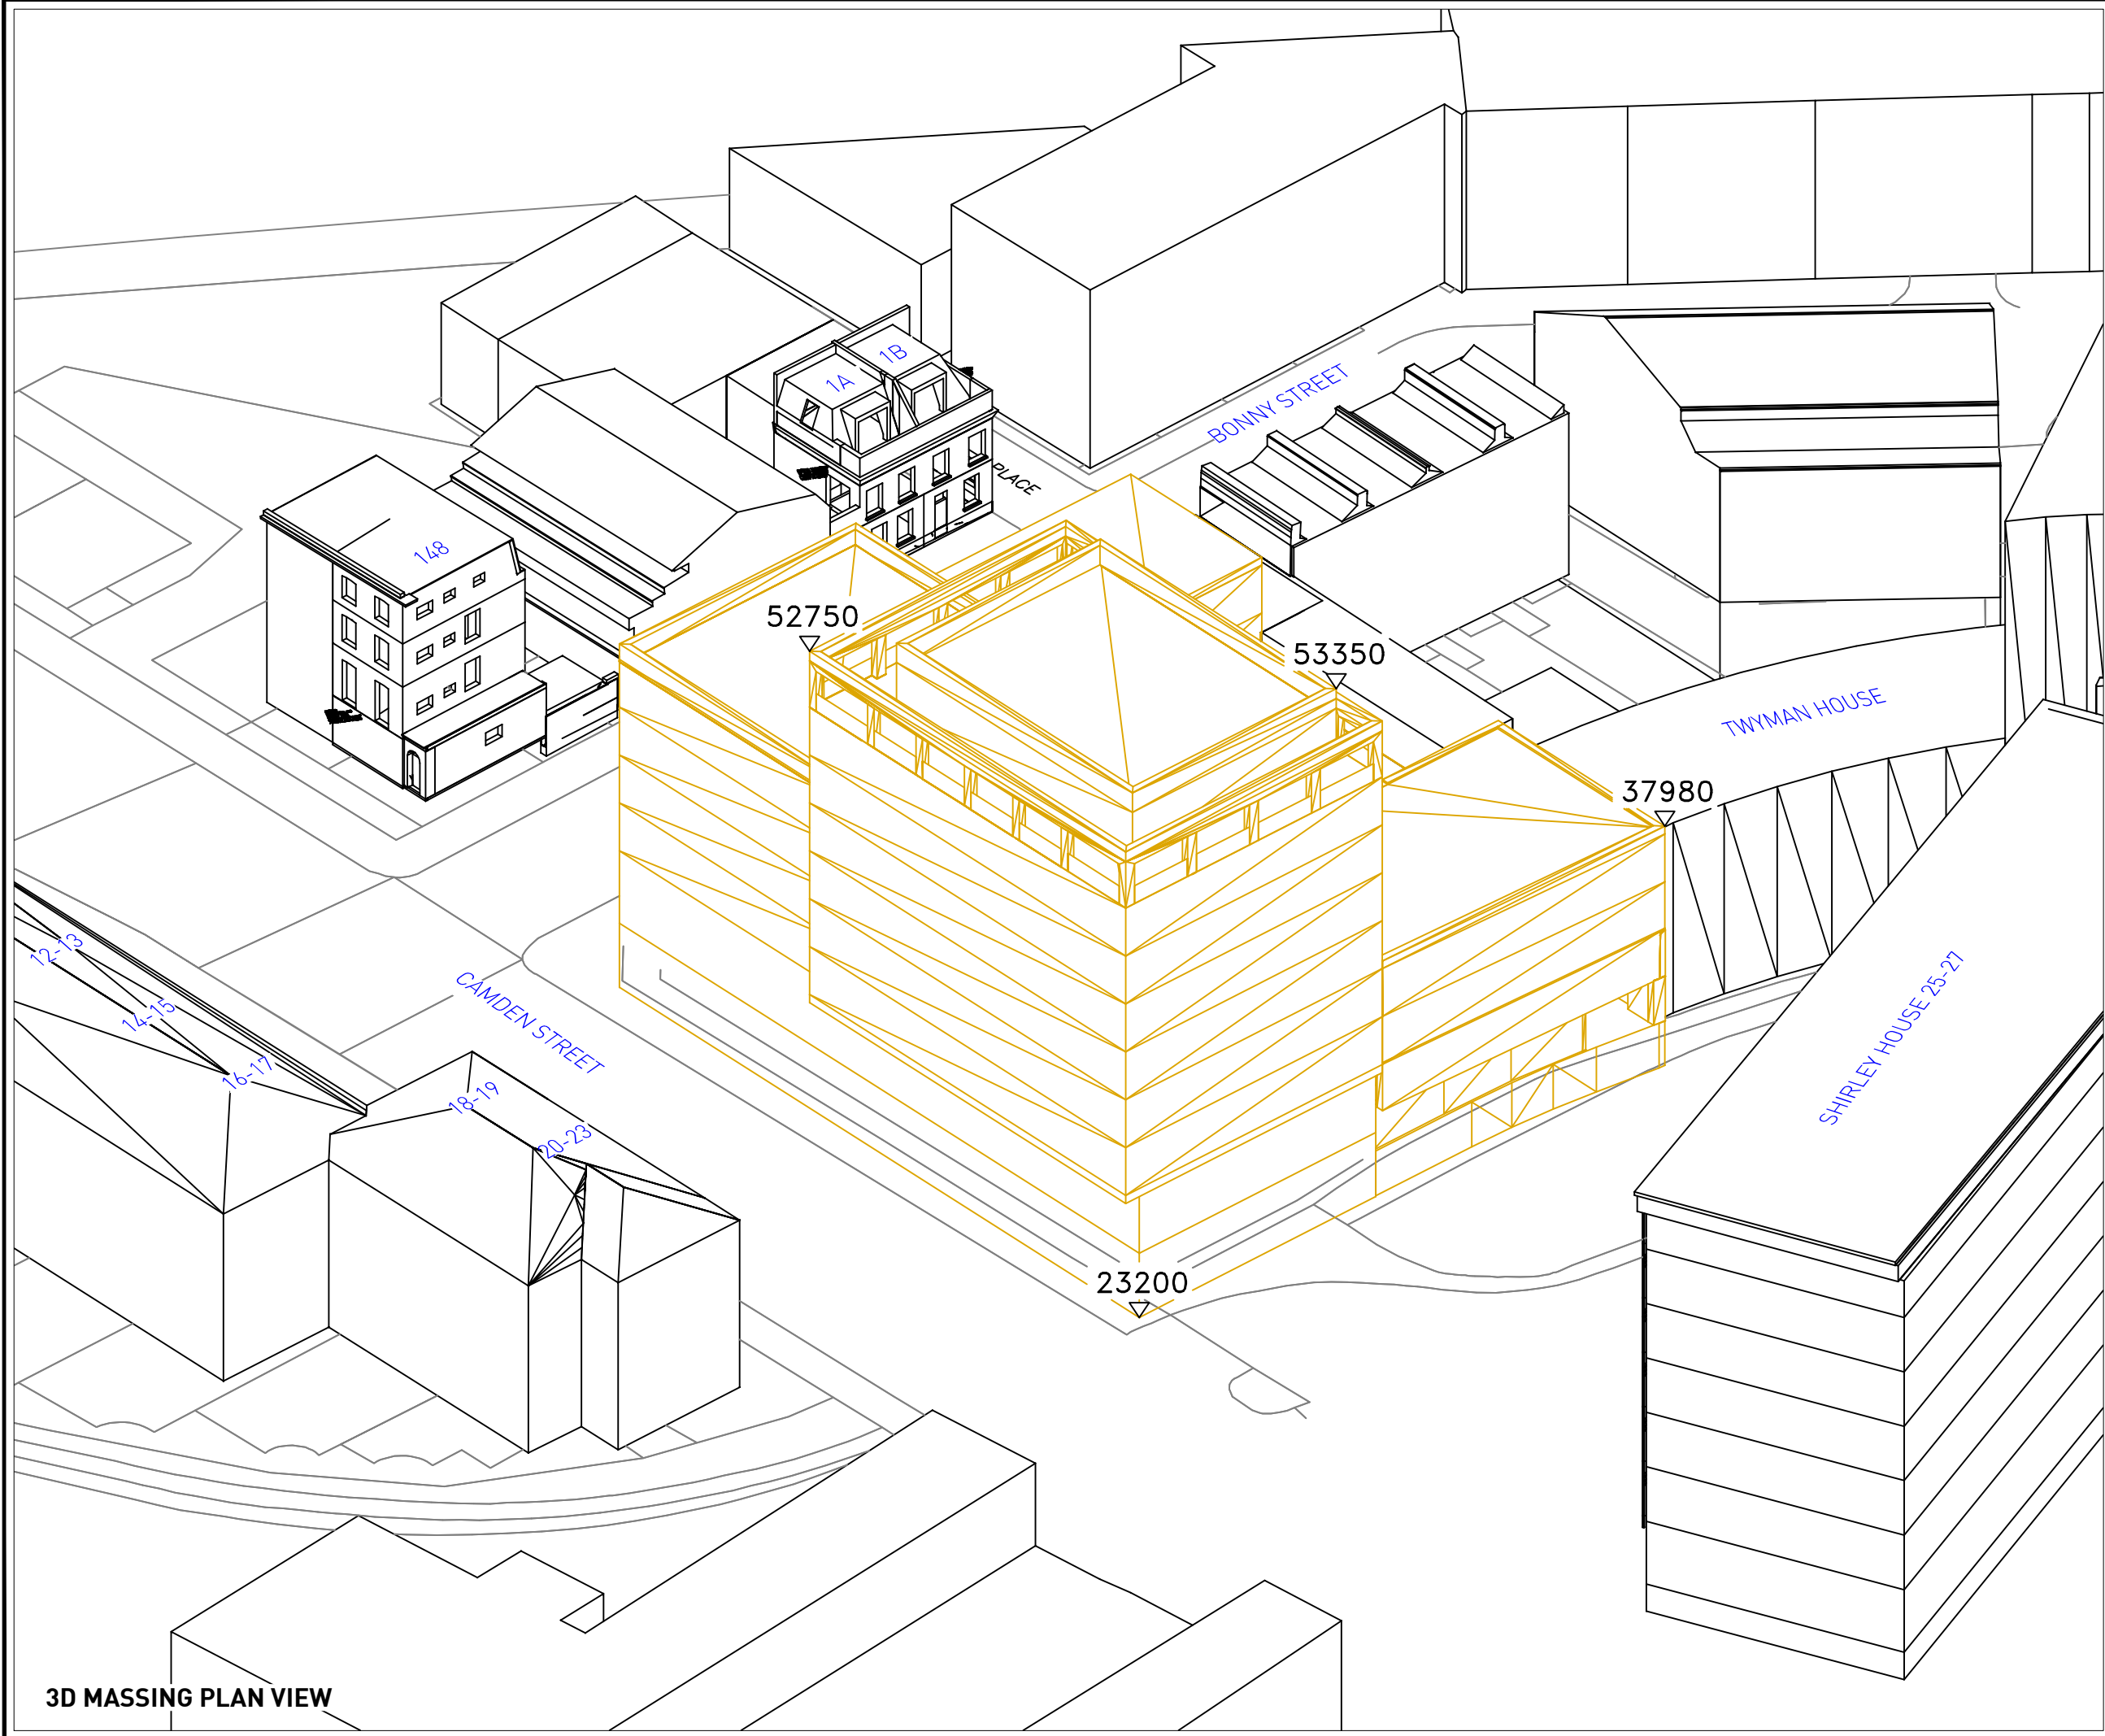 1B
1A
BONNY STREET
PLACE
148
52750
53350
TWYMAN HOUSE
37980
12-13
14-15
16-17
CAMDEN STREET
18-19
20-23
SHIRLEY HOUSE 25-27
23200
3D MASSING PLAN VIEW